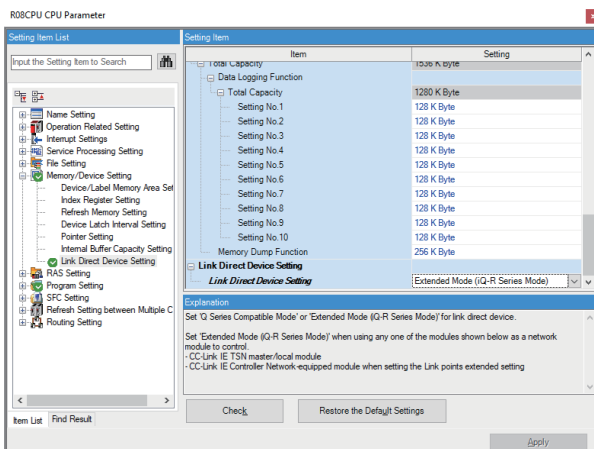 R08CPU CPU Parameter
Setting Item List
Input the Setting Item to Search
Name Setting
Operation Related Setting
Interrupt Settings
Service Processing Setting
File Setting
Memory/Device Setting
Device/Label Memory Area Set
Index Register Setting
Refresh Memory Setting
Device Latch Interval Setting
Pointer Setting
Internal Buffer Capacity Setting
Link Direct Device Setting
RAS Setting
Program Setting
SFC Setting
Refresh Setting between Multiple C
Routing Setting
Item List Find Result
Setting Item
Item Setting
Total Capacity 1536 K Byte
Data Logging Function
Total Capacity 1280 K Byte
Setting No.1 128 K Byte
Setting No.2 128 K Byte
Setting No.3 128 K Byte
Setting No.4 128 K Byte
Setting No.5 128 K Byte
Setting No.6 128 K Byte
Setting No.7 128 K Byte
Setting No.8 128 K Byte
Setting No.9 128 K Byte
Setting No.10 128 K Byte
Memory Dump Function 256 K Byte
Link Direct Device Setting
Link Direct Device Setting Extended Mode (iQ-R Series Mode)
Explanation
Set 'Q Series Compatible Mode' or 'Extended Mode (iQ-R Series Mode)' for link direct device.
Set 'Extended Mode (iQ-R Series Mode)' when using any one of the modules shown below as a network
module to control.
- CC-Link IE TSN master/local module
- CC-Link IE Controller Network-equipped module when setting the Link points extended setting
Check Restore the Default Settings
Apply